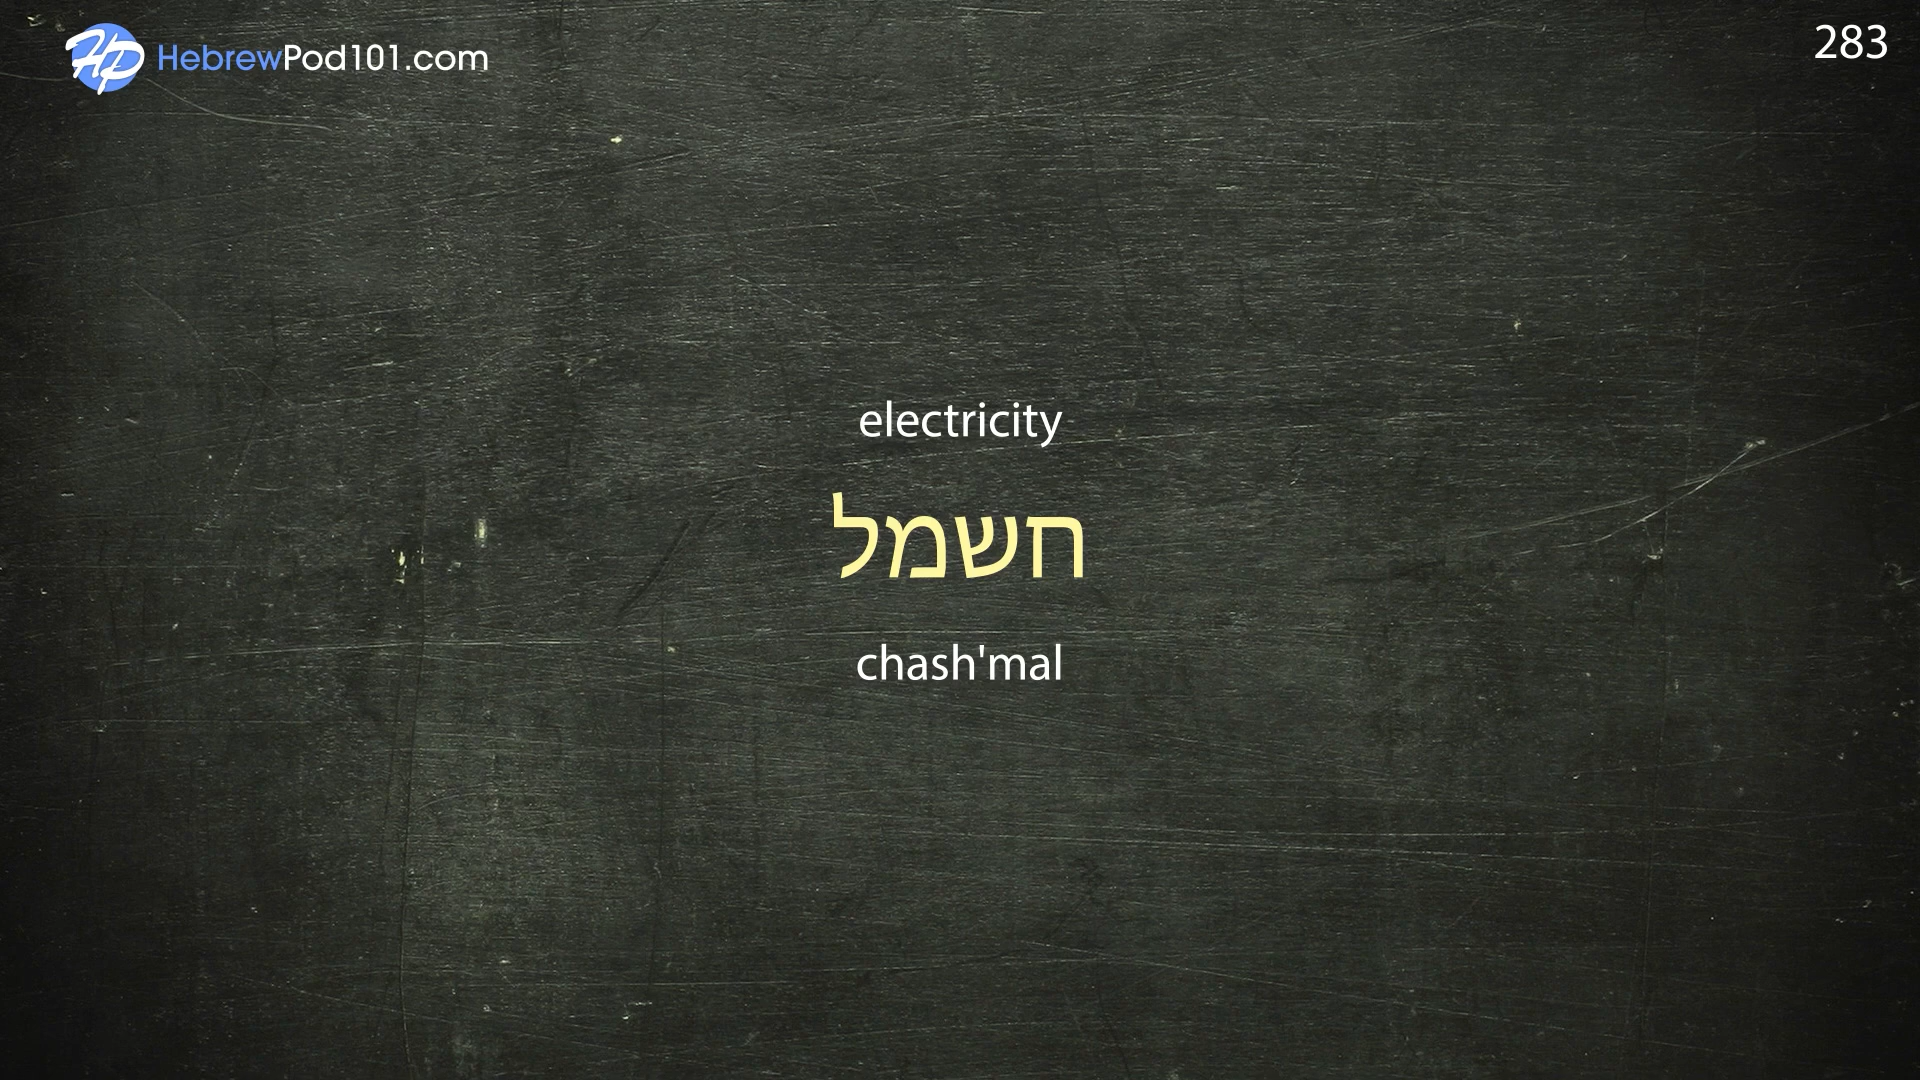 HebrewPod101.com
283
electricity
חשמל
chash'mal